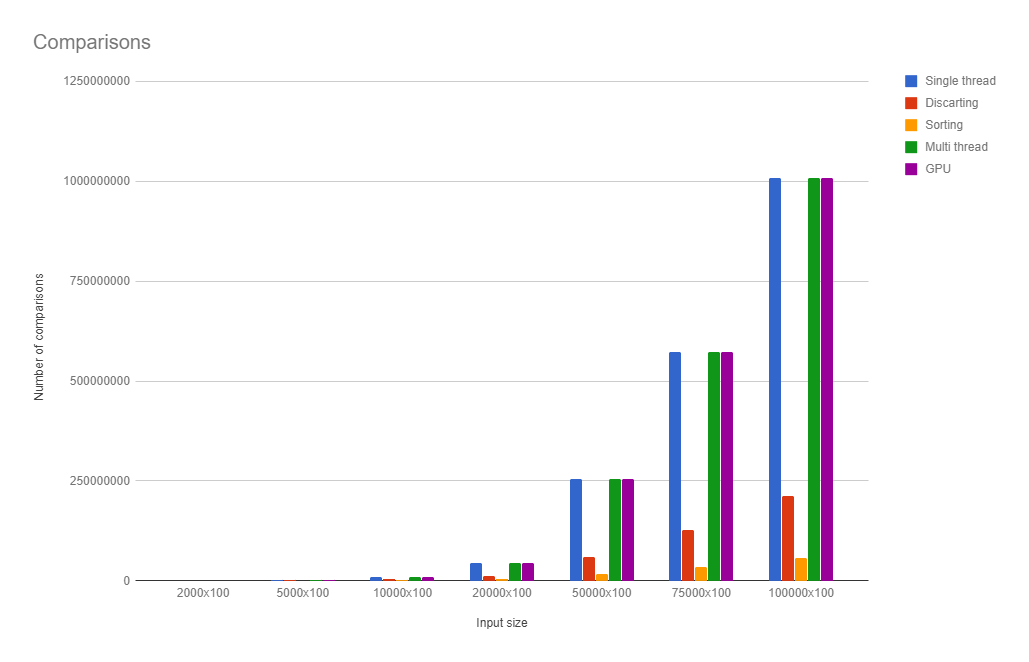 Comparisons
1250000000
1000000000
750000000
500000000
250000000
0
Number of comparisons
2000x100
5000x100
10000x100
20000x100
50000x100
75000x100
100000x100
Input size
Single thread
Discarting
Sorting
Multi thread
GPU